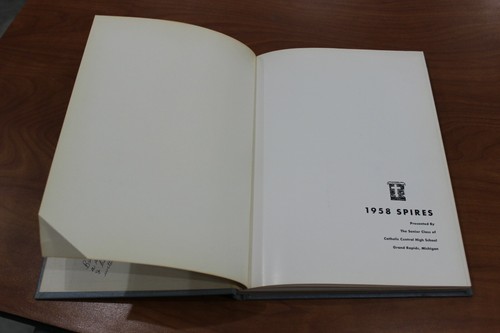 1958 SPIRES
Presented By
The Senior Class of
Catholic Central High School
Grand Rapids, Michigan